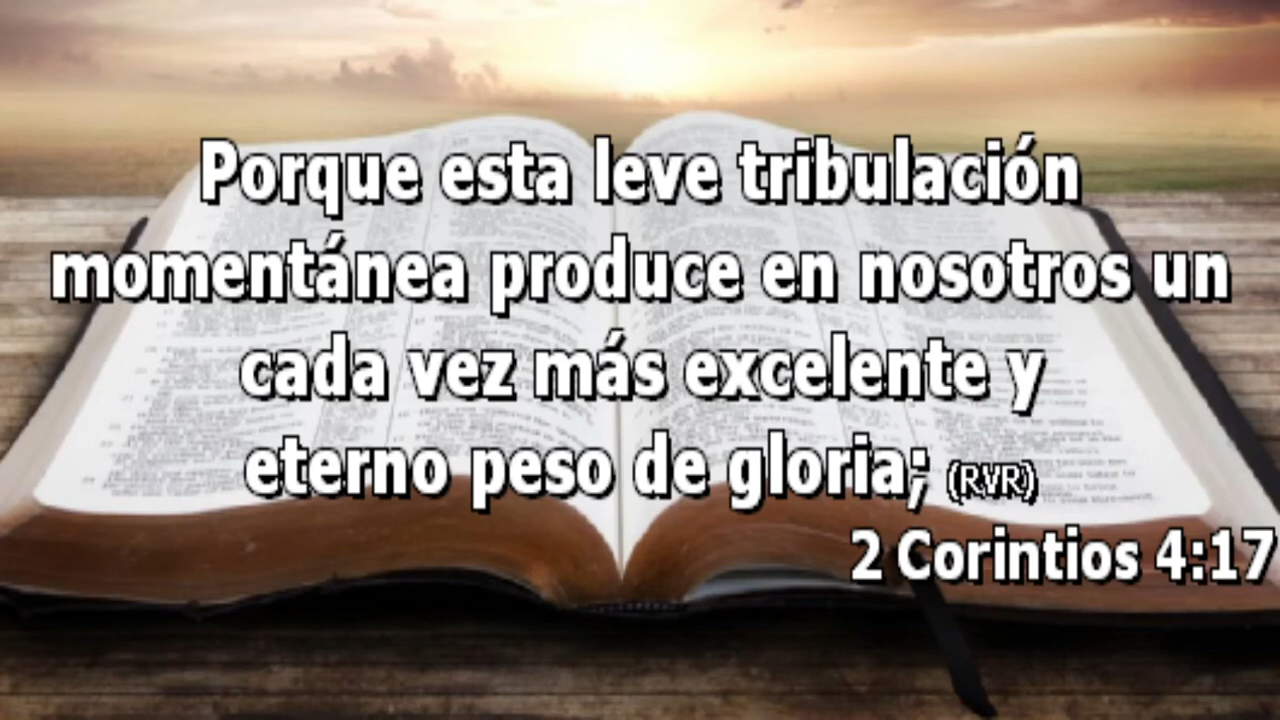 Porque esta leve tribulación
momentánea produce en nosotros un
cada vez más excelente y
eterno peso de gloria; (RVR)
2 Corintios 4:17